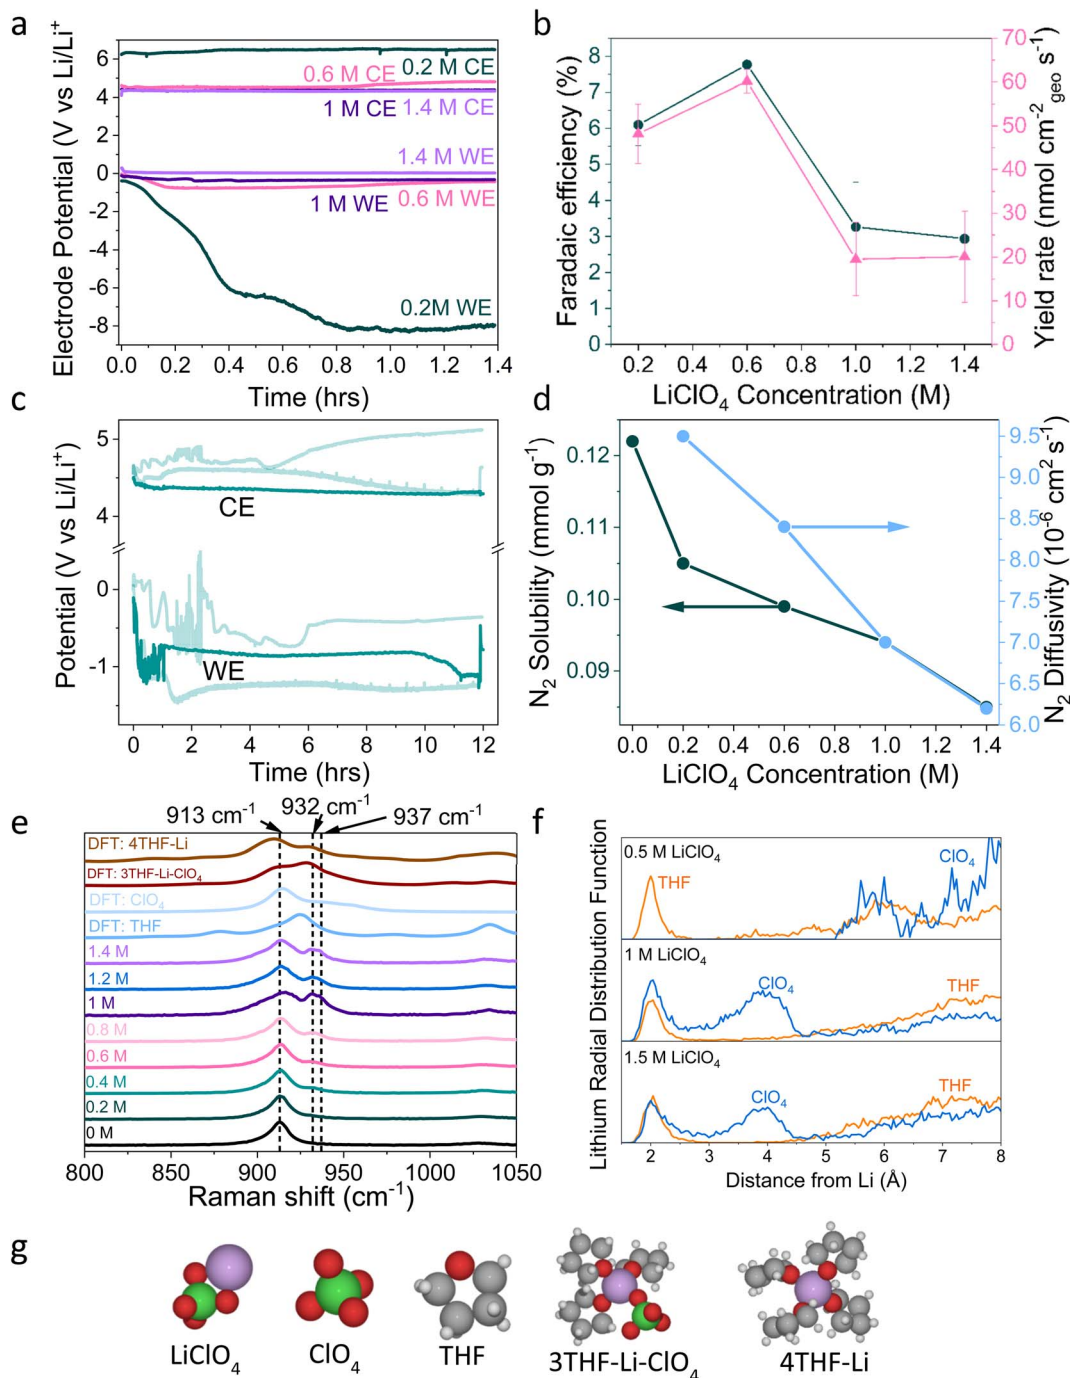 a
Electrode Potential (V vs Li/Li⁺)
6
4
2
0
-2
-4
-6
-8
0.6 M CE
0.2 M CE
1 M CE
1.4 M CE
1.4 M WE
1 M WE
0.6 M WE
0.2M WE
0.0 0.2 0.4 0.6 0.8 1.0 1.2 1.4
Time (hrs)
b
Faradaic efficiency (%)
8
7
6
5
4
3
2
1
0
70
60
50
40
30
20
10
0
Yield rate (nmol cm⁻²geo s⁻¹)
0.2 0.4 0.6 0.8 1.0 1.2 1.4
LiClO₄ Concentration (M)
c
Potential (V vs Li/Li⁺)
5
4
0
-1
CE
WE
0 2 4 6 8 10 12
Time (hrs)
d
N₂ Solubility (mmol g⁻¹)
0.12
0.11
0.10
0.09
9.5
9.0
8.5
8.0
7.5
7.0
6.5
6.0
N₂ Diffusivity (10⁻⁶ cm² s⁻¹)
0.0 0.2 0.4 0.6 0.8 1.0 1.2 1.4
LiClO₄ Concentration (M)
e
913 cm⁻¹
932 cm⁻¹
937 cm⁻¹
DFT: 4THF-Li
DFT: 3THF-Li-ClO₄
DFT: ClO₄
DFT: THF
1.4 M
1.2 M
1 M
0.8 M
0.6 M
0.4 M
0.2 M
0 M
800 850 900 950 1000 1050
Raman shift (cm⁻¹)
f
Lithium Radial Distribution Function
0.5 M LiClO₄
THF
ClO₄
1 M LiClO₄
ClO₄
THF
1.5 M LiClO₄
ClO₄
THF
2 3 4 5 6 7 8
Distance from Li (Å)
g
LiClO₄
ClO₄
THF
3THF-Li-ClO₄
4THF-Li